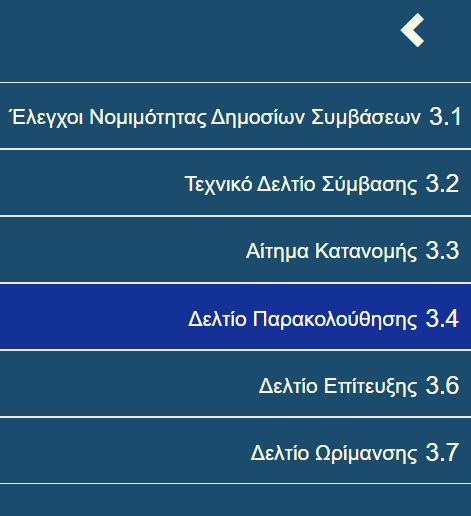 Έλεγχοι Νομιμότητας Δημοσίων Συμβάσεων 3.1
Τεχνικό Δελτίο Σύμβασης 3.2
Αίτημα Κατανομής 3.3
Δελτίο Παρακολούθησης 3.4
Δελτίο Επίτευξης 3.6
Δελτίο Ωρίμανσης 3.7